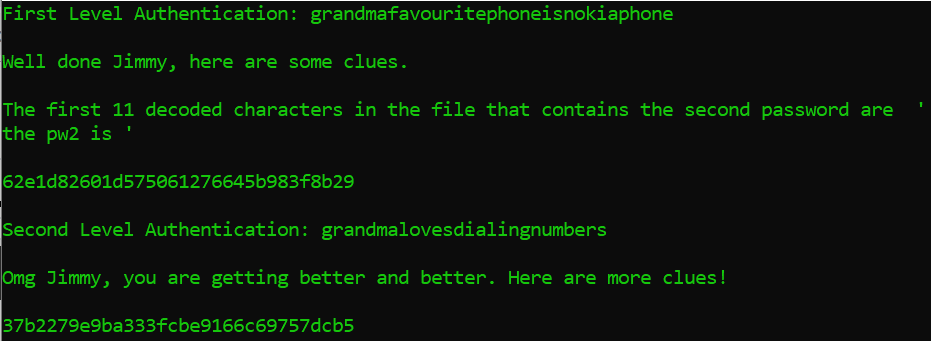 First Level Authentication: grandmafavouritephoneisnokiaphone
Well done Jimmy, here are some clues.
The first 11 decoded characters in the file that contains the second password are  '
the pw2 is '
62e1d82601d575061276645b983f8b29
Second Level Authentication: grandmalovesdialingnumbers
Omg Jimmy, you are getting better and better. Here are more clues!
37b2279e9ba333fcbe9166c69757dcb5